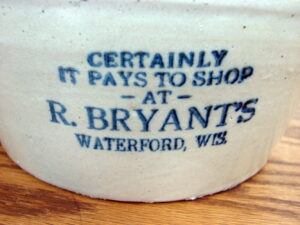 CERTAINLY
IT PAYS TO SHOP
- AT -
R. BRYANT'S
WATERFORD, WIS.